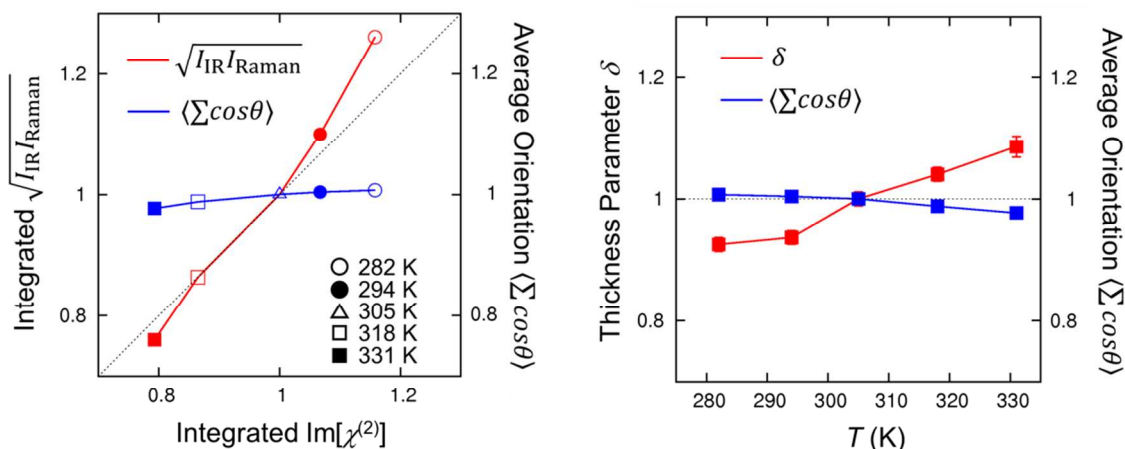 Integrated √I_IR I_Raman
1.2
1
0.8
√I_IR I_Raman
⟨∑cosθ⟩
282 K
294 K
305 K
318 K
331 K
0.8
1
1.2
Integrated Im[χ(2)]
1.2
1
0.8
Average Orientation ⟨∑cosθ⟩
Thickness Parameter δ
1.2
1
0.8
δ
⟨∑cosθ⟩
280
290
300
310
320
330
T (K)
1.2
1
0.8
Average Orientation ⟨∑cosθ⟩